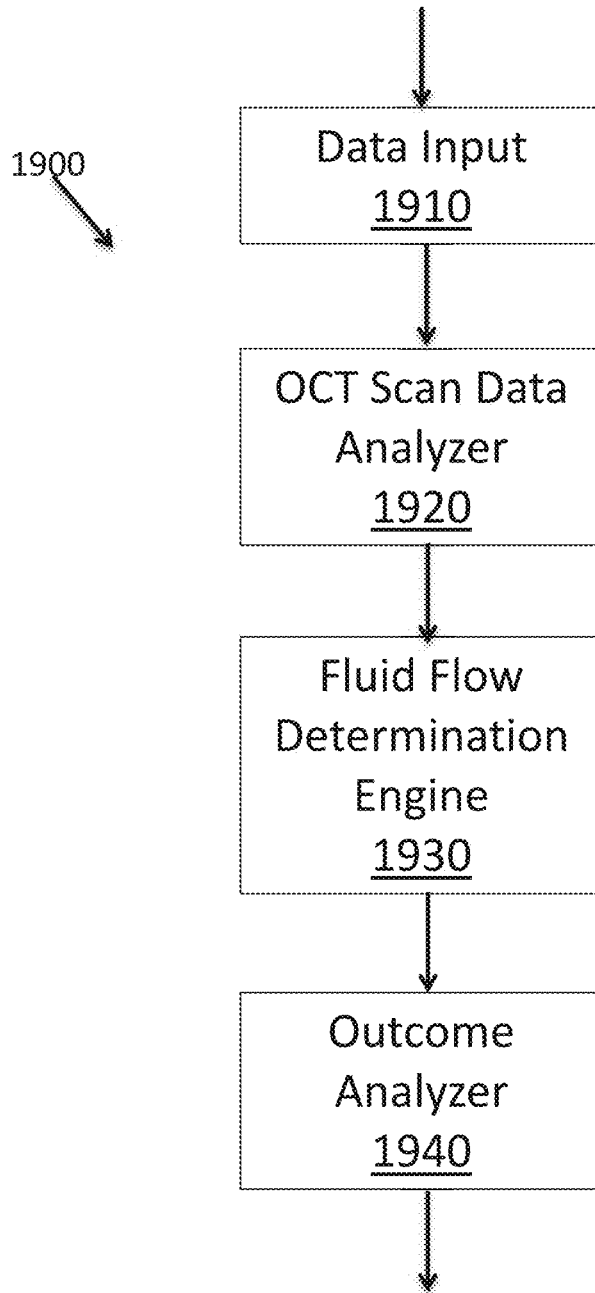 1900
Data Input
1910
OCT Scan Data
Analyzer
1920
Fluid Flow
Determination
Engine
1930
Outcome
Analyzer
1940